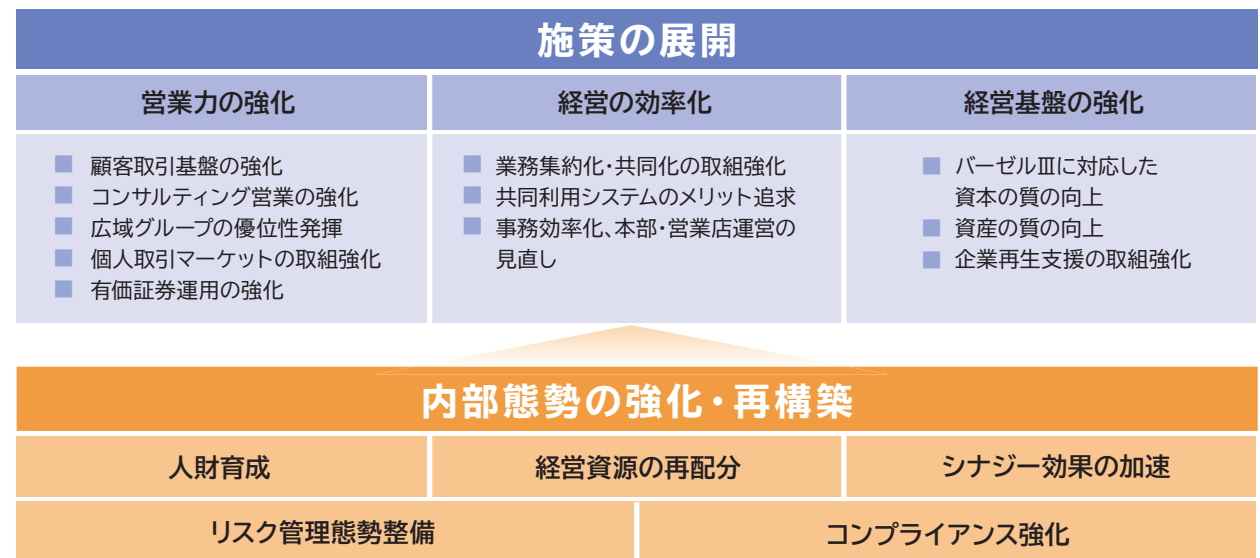 施策の展開
営業力の強化
顧客取引基盤の強化
コンサルティング営業の強化
広域グループの優位性発揮
個人取引マーケットの取組強化
有価証券運用の強化
経営の効率化
業務集約化・共同化の取組強化
共同利用システムのメリット追求
事務効率化、本部・営業店運営の
見直し
経営基盤の強化
バーゼルⅢに対応した
資本の質の向上
資産の質の向上
企業再生支援の取組強化
内部態勢の強化・再構築
人財育成
経営資源の再配分
シナジー効果の加速
リスク管理態勢整備
コンプライアンス強化